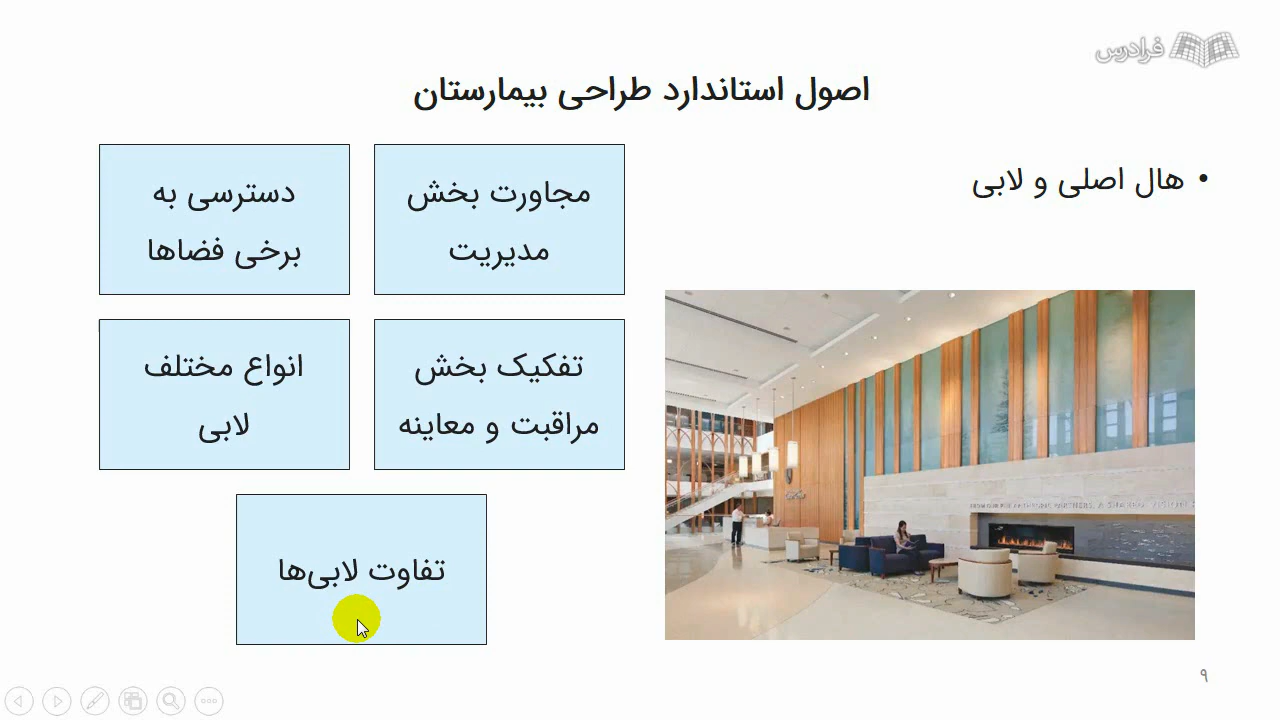 فرادرس
اصول استاندارد طراحی بیمارستان
• هال اصلی و لابی
مجاورت بخش
مدیریت
دسترسی به
برخی فضاها
تفکیک بخش
مراقبت و معاینه
انواع مختلف
لابی
تفاوت لابی‌ها
۹